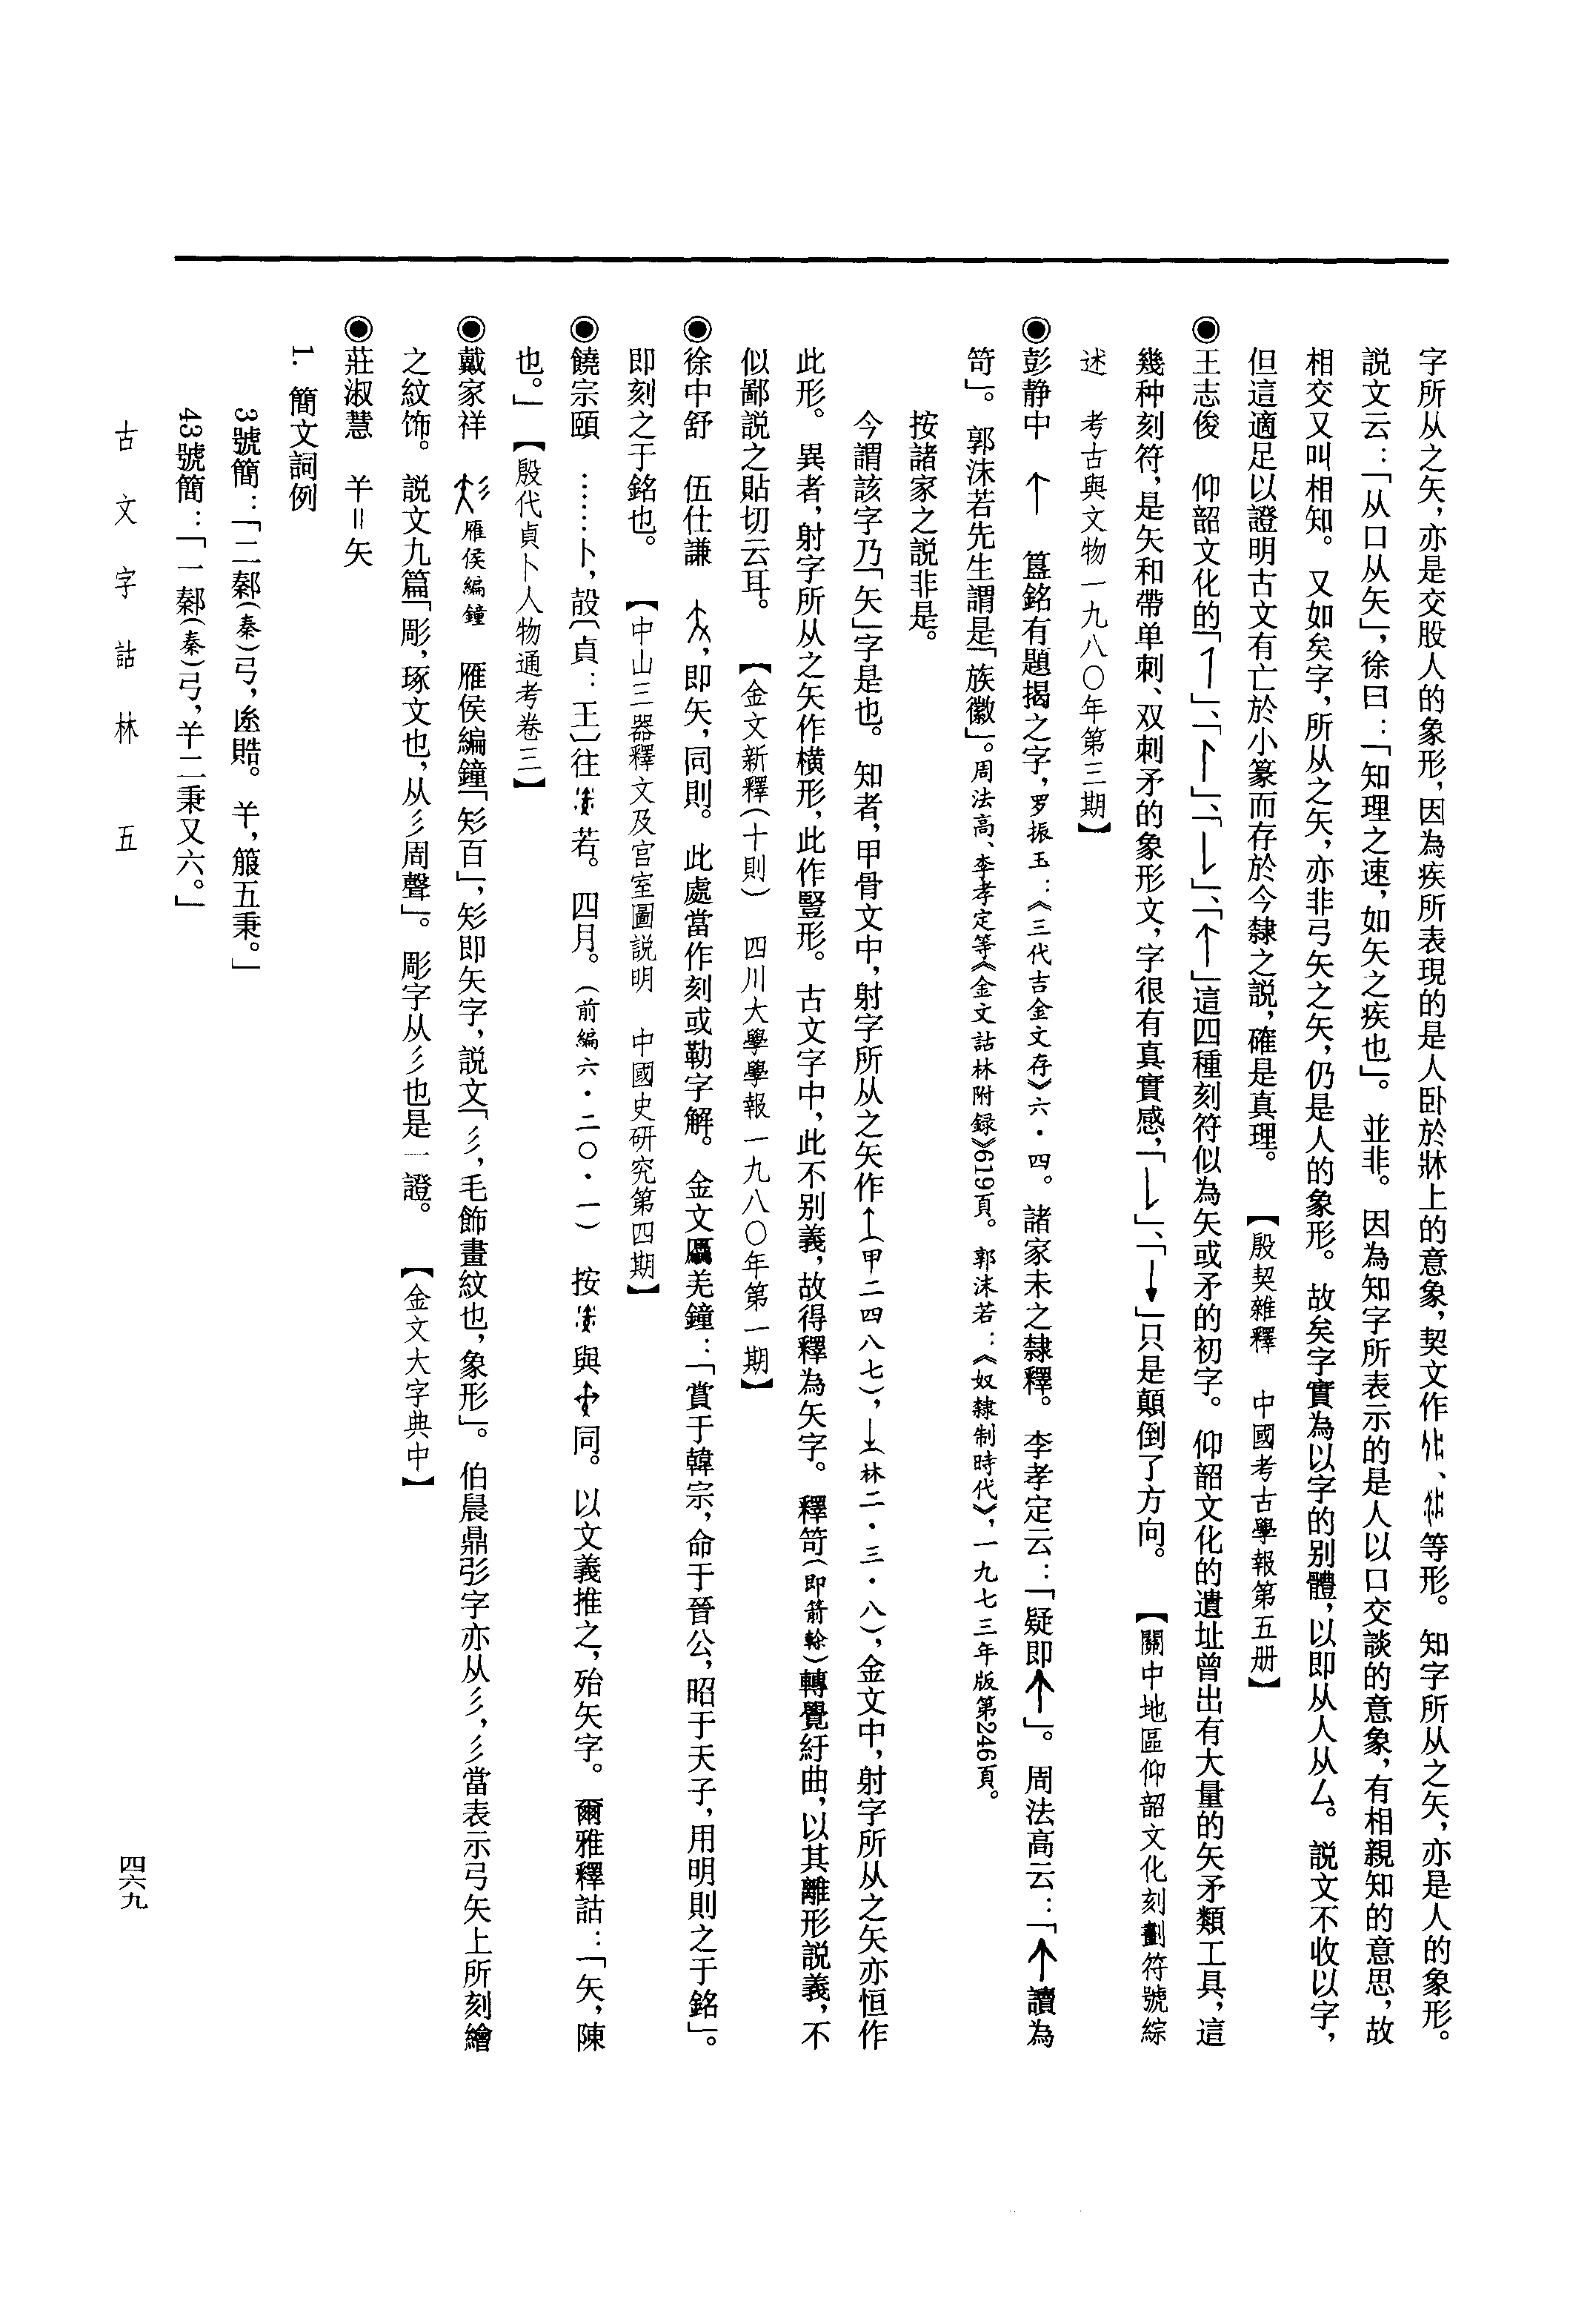 字所从之矢，亦是交股人的象形，因為疾所表現的是人卧於牀上的意象，契文作、等形。知字所从之矢，亦是人的象形。
説文云：「从口从矢」，徐曰：「知理之速，如矢之疾也」。並非。因為知字所表示的是人以口交談的意象，有相親知的意思，故
相交又叫相知。又如矣字，所从之矢，亦非弓矢之矢，仍是人的象形。故矣字實為以字的别體，以即从人从厶。説文不收以字，
但這適足以證明古文有亡於小篆而存於今隸之説，確是真理。【殷契雜釋　中國考古學報第五册】
◉王志俊　仰韶文化的「↿」、「↾」、「⇂」、「↑」這四種刻符似為矢或矛的初字。仰韶文化的遺址曾出有大量的矢矛類工具，這
幾种刻符，是矢和帶单刺、双刺矛的象形文，字很有真實感，「⇂」、「↓」只是顛倒了方向。【關中地區仰韶文化刻劃符號綜
述　考古與文物一九八〇年第三期】
◉彭静中　↑　簋銘有題揭之字，罗振玉：《三代吉金文存》六·四。諸家未之隸釋。李孝定云：「疑即↑」。周法高云：「↑讀為
笴」。郭沫若先生謂是「族徽」。周法高、李孝定等《金文詁林附録》619頁。郭沫若：《奴隸制時代》，一九七三年版第246頁。
按諸家之説非是。
今謂該字乃「矢」字是也。知者，甲骨文中，射字所从之矢作↑（甲二四八七），↓（林二·三·八），金文中，射字所从之矢亦恒作
此形。異者，射字所从之矢作横形，此作豎形。古文字中，此不别義，故得釋為矢字。釋笴（即箭榦）轉覺紆曲，以其離形説義，不
似鄙説之貼切云耳。【金文新釋（十則）　四川大學學報一九八〇年第一期】
◉徐中舒　伍仕謙　，即矢，同則。此處當作刻或勒字解。金文羌鐘：「賞于韓宗，命于晉公，昭于天子，用明則之于銘」。
即刻之于銘也。【中山三器釋文及宫室圖説明　中國史研究第四期】
◉饒宗頤　……卜，㱿〔貞：王〕往若。四月。（前編六·二〇·一）　按與同。以文義推之，殆矢字。爾雅釋詁：「矢，陳
也。」【殷代貞卜人物通考卷三】
◉戴家祥　雁侯編鐘　雁侯編鐘「㣈百」，㣈即矢字，説文「彡，毛飾畫紋也，象形」。伯晨鼎㣃字亦从彡，彡當表示弓矢上所刻繪
之紋饰。説文九篇「彫，琢文也，从彡周聲」。彫字从彡也是一證。【金文大字典中】
◉莊淑慧　𢆉＝矢
1. 簡文詞例
3號簡：「二（秦）弓，。𢆉，箙五秉。」
43號簡：「一（秦）弓，𢆉二秉又六。」
古文字詁林　五
四六九